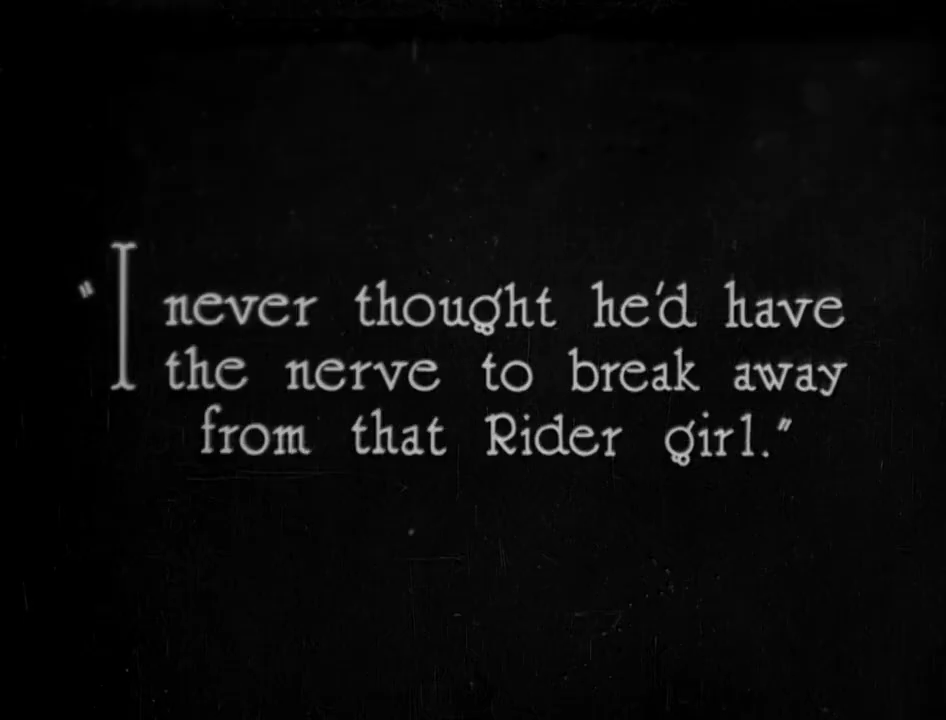 "I never thought he'd have
the nerve to break away
from that Rider girl."